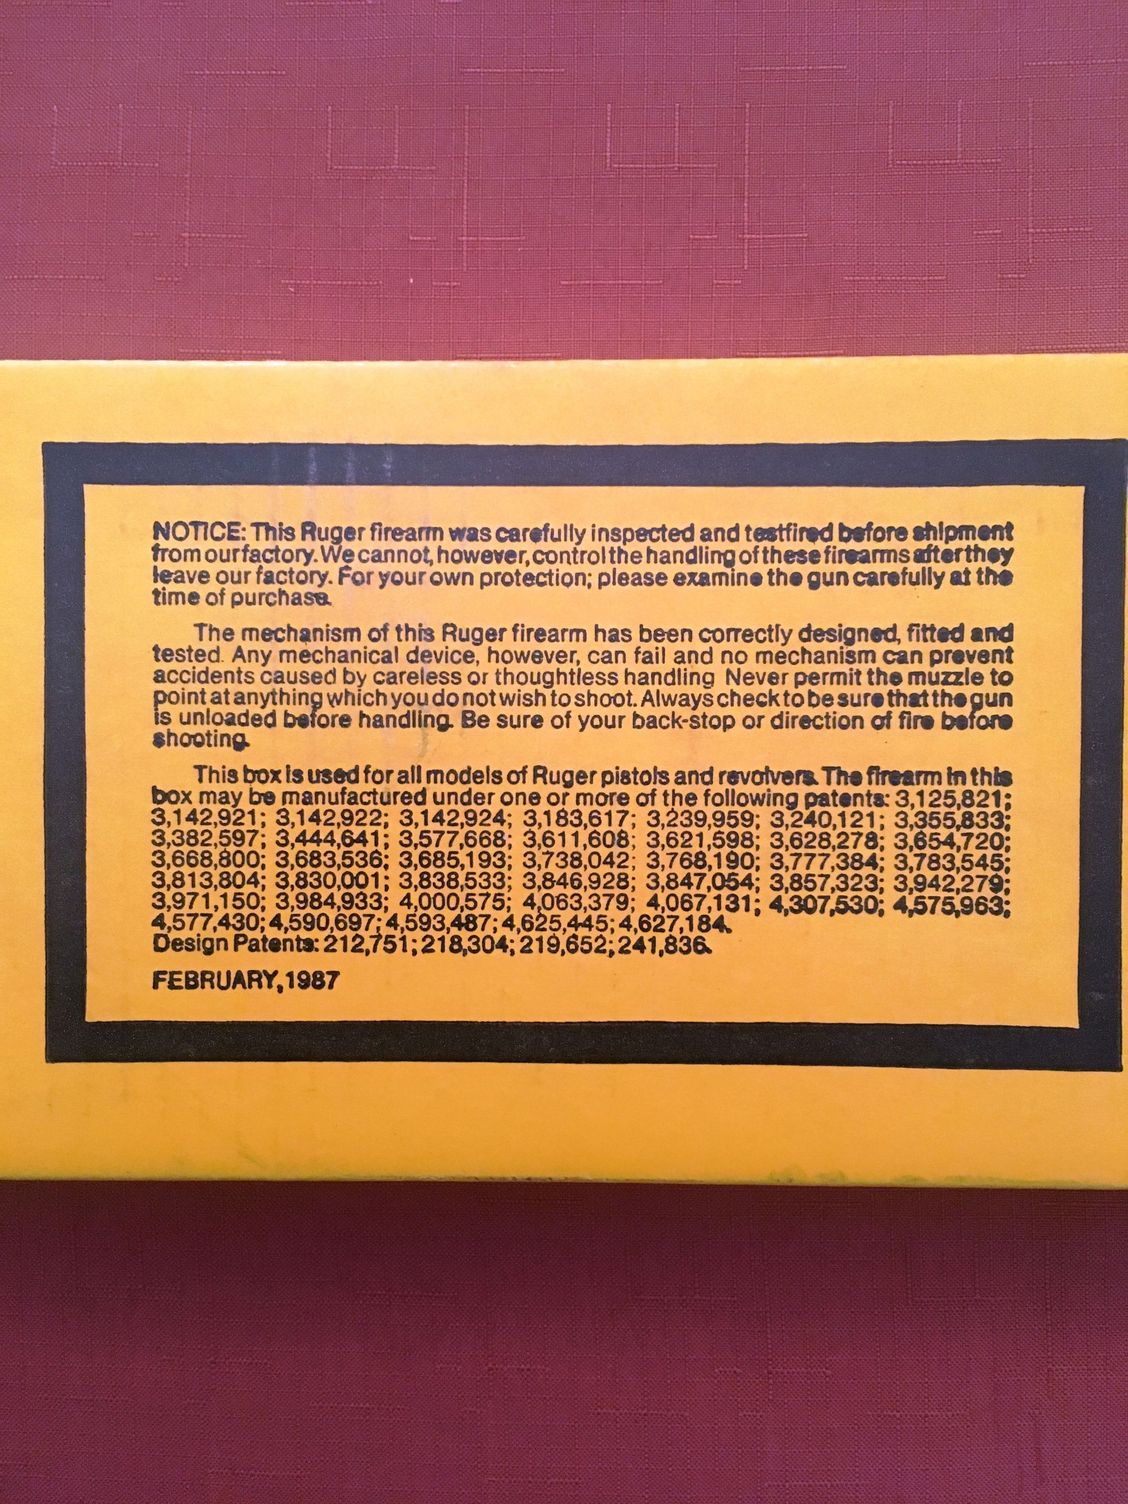 NOTICE: This Ruger firearm was carefully inspected and testfired before shipment
from our factory. We cannot, however, control the handling of these firearms after they
leave our factory. For your own protection; please examine the gun carefully at the
time of purchase.
The mechanism of this Ruger firearm has been correctly designed, fitted and
tested. Any mechanical device, however, can fail and no mechanism can prevent
accidents caused by careless or thoughtless handling. Never permit the muzzle to
point at anything which you do not wish to shoot. Always check to be sure that the gun
is unloaded before handling. Be sure of your back-stop or direction of fire before
shooting.
This box is used for all models of Ruger pistols and revolvers. The firearm in this
box may be manufactured under one or more of the following patents: 3,125,821;
3,142,921; 3,142,922; 3,142,924; 3,183,617; 3,239,959; 3,240,121; 3,355,833;
3,382,597; 3,444,641; 3,577,668; 3,611,608; 3,621,598; 3,628,278; 3,654,720;
3,668,800; 3,683,536; 3,685,193; 3,738,042; 3,768,190; 3,777,384; 3,783,545;
3,813,804; 3,830,001; 3,838,533; 3,846,928; 3,847,054; 3,857,323; 3,942,279;
3,971,150; 3,984,933; 4,000,575; 4,063,379; 4,067,131; 4,307,530; 4,575,963;
4,577,430; 4,590,697; 4,593,487; 4,625,445; 4,627,184.
Design Patents: 212,751; 218,304; 219,652; 241,836.
FEBRUARY, 1987